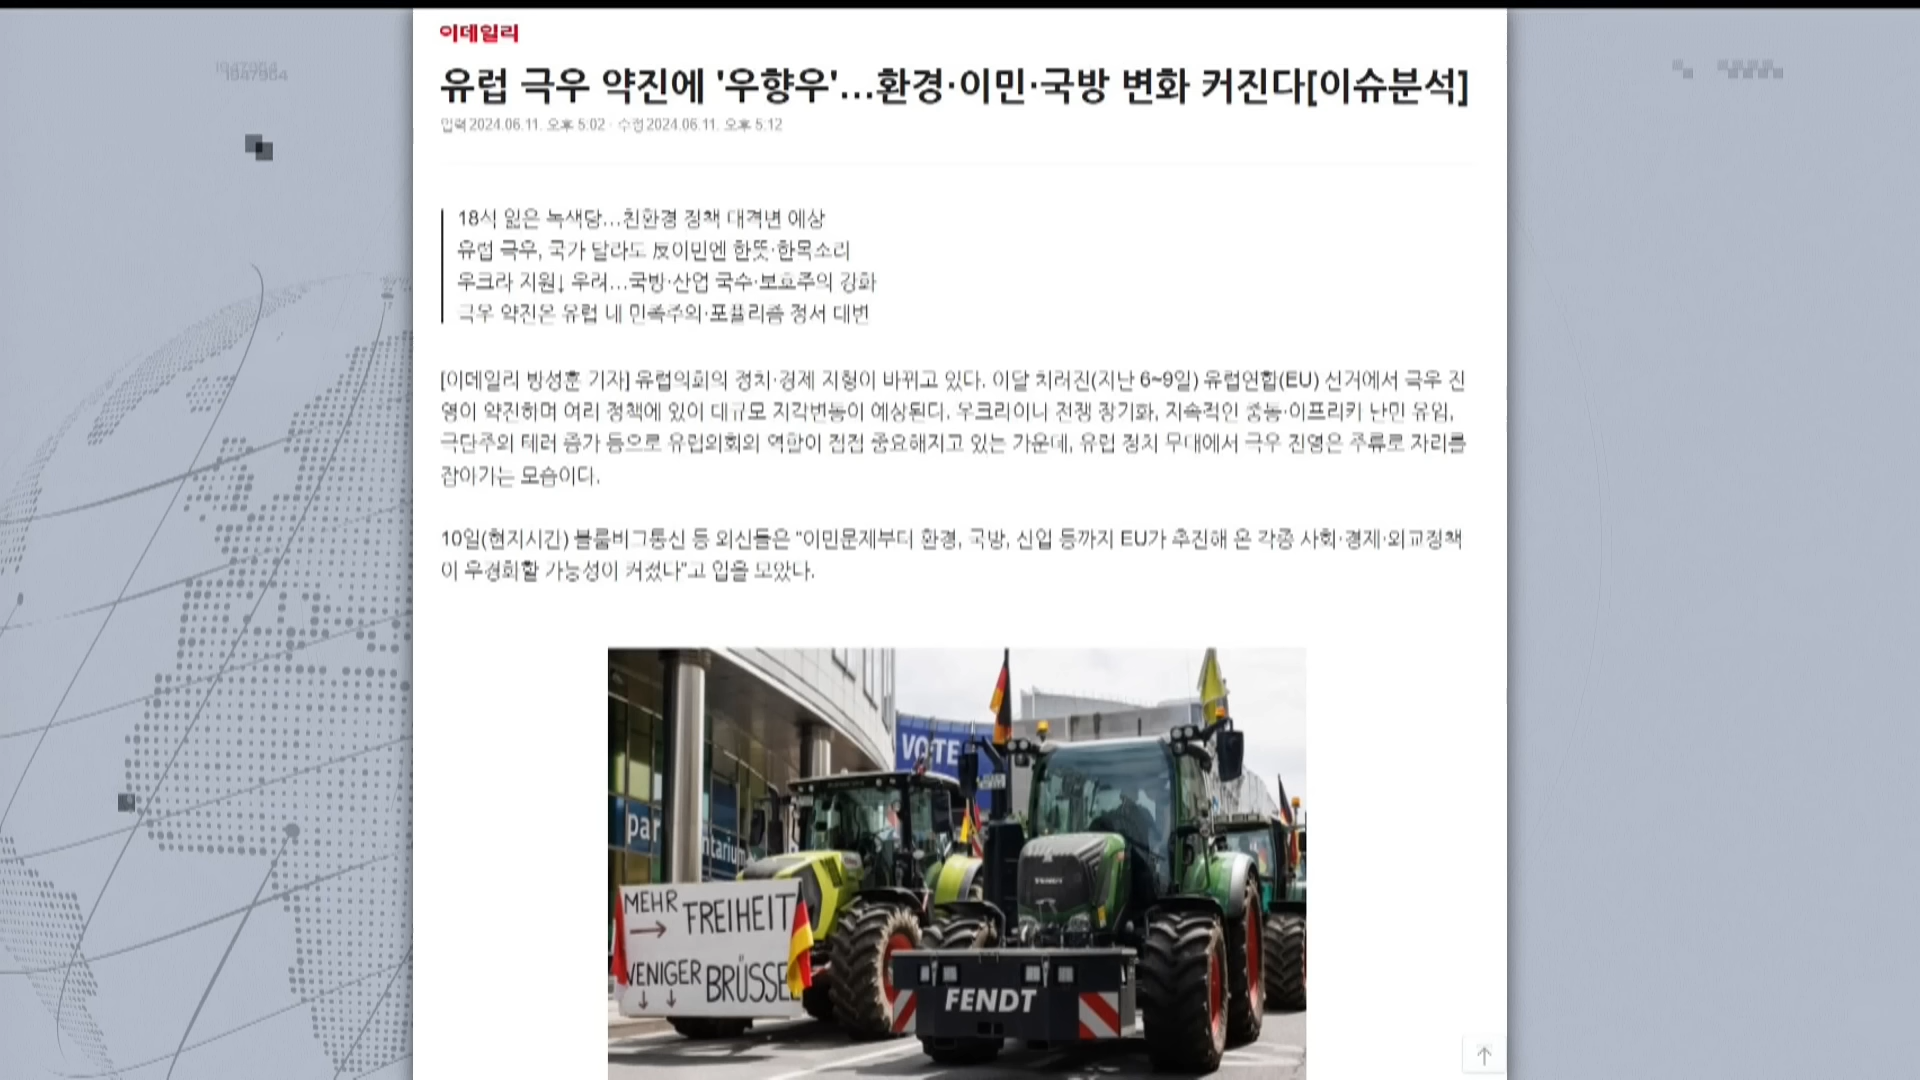 이데일리
유럽 극우 약진에 '우향우'...환경·이민·국방 변화 커진다[이슈분석]
입력 2024.06.11. 오후 5:02 · 수정 2024.06.11. 오후 5:12
18석 잃은 녹색당...친환경 정책 대격변 예상
유럽 극우, 국가 달라도 反이민엔 한뜻·한목소리
우크라 지원↓ 우려...국방·산업 국수·보호주의 강화
극우 약진은 유럽 내 민족주의·포퓰리즘 정서 대변
[이데일리 방성훈 기자] 유럽의회의 정치·경제 지형이 바뀌고 있다. 이달 치러진(지난 6~9일) 유럽연합(EU) 선거에서 극우 진
영이 약진하며 여러 정책에 있어 대규모 지각변동이 예상된다. 우크라이나 전쟁 장기화, 지속적인 중동·아프리카 난민 유입,
극단주의 테러 증가 등으로 유럽의회의 역할이 점점 중요해지고 있는 가운데, 유럽 정치 무대에서 극우 진영은 주류로 자리를
잡아가는 모습이다.
10일(현지시간) 블룸버그통신 등 외신들은 "이민문제부터 환경, 국방, 산업 등까지 EU가 추진해 온 각종 사회·경제·외교정책
이 우경화할 가능성이 커졌다"고 입을 모았다.
VOTE
par
ntarium
MEHR
→ FREIHEIT
WENIGER BRÜSSE
↓ ↓
FENDT
FENDT